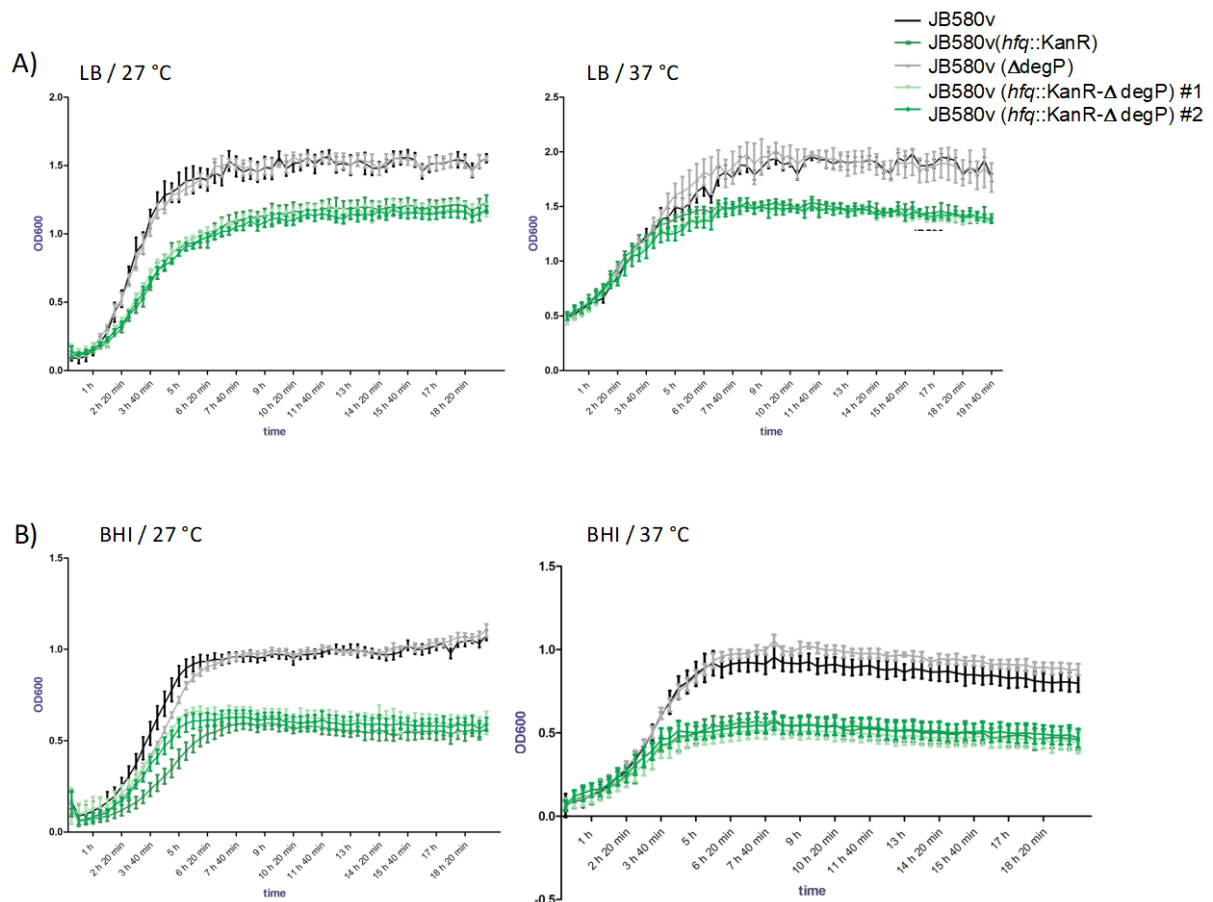 JB580v
JB580v(hfq::KanR)
JB580v (ΔdegP)
JB580v (hfq::KanR-Δ degP) #1
JB580v (hfq::KanR-Δ degP) #2
A)
LB / 27 °C
2.0
1.5
1.0
0.5
0.0
OD600
1 h
2 h 20 min
3 h 40 min
5 h
6 h 20 min
7 h 40 min
9 h
10 h 20 min
11 h 40 min
13 h
14 h 20 min
15 h 40 min
17 h
18 h 20 min
time
LB / 37 °C
2.5
2.0
1.5
1.0
0.5
0.0
OD600
1 h
2 h 20 min
3 h 40 min
5 h
6 h 20 min
7 h 40 min
9 h
10 h 20 min
11 h 40 min
13 h
14 h 20 min
15 h 40 min
17 h
18 h 20 min
19 h 40 min
time
B)
BHI / 27 °C
1.5
1.0
0.5
0.0
OD600
1 h
2 h 20 min
3 h 40 min
5 h
6 h 20 min
7 h 40 min
9 h
10 h 20 min
11 h 40 min
13 h
14 h 20 min
15 h 40 min
17 h
18 h 20 min
time
BHI / 37 °C
1.5
1.0
0.5
0.0
-0.5
OD600
1 h
2 h 20 min
3 h 40 min
5 h
6 h 20 min
7 h 40 min
9 h
10 h 20 min
11 h 40 min
13 h
14 h 20 min
15 h 40 min
17 h
18 h 20 min
time